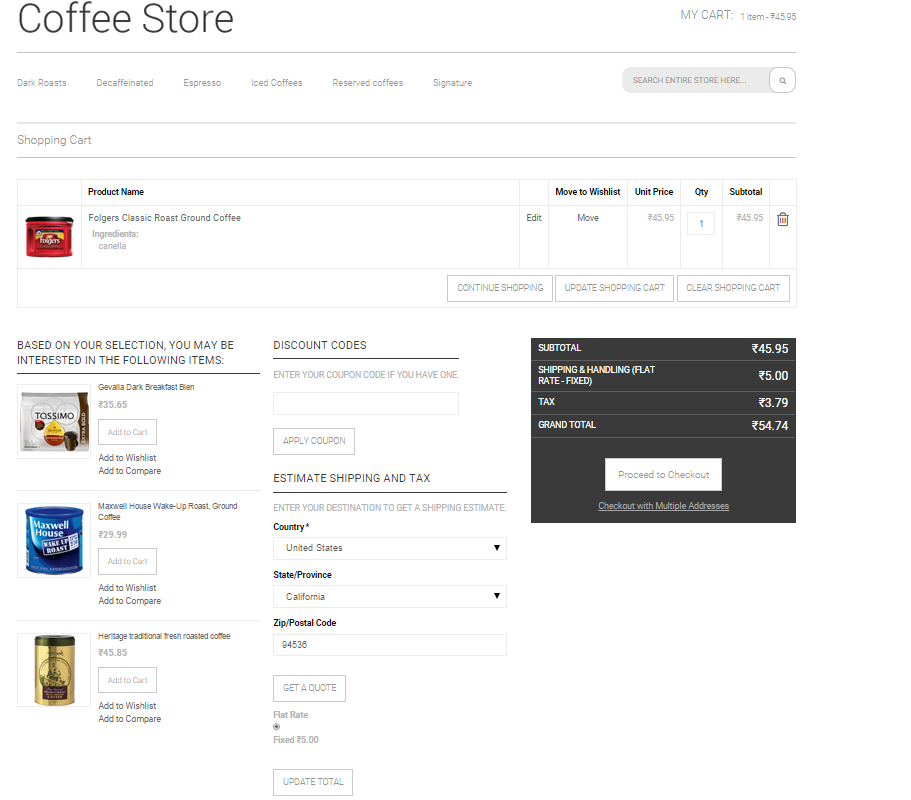 Coffee Store
MY CART: 1 item - ₹45.95
Dark Roasts Decaffeinated Espresso Iced Coffees Reserved coffees Signature
SEARCH ENTIRE STORE HERE...
Shopping Cart
Product Name Move to Wishlist Unit Price Qty Subtotal
Folgers Classic Roast Ground Coffee Edit Move ₹45.95 1 ₹45.95
Ingredients:
canella
Folgers
CONTINUE SHOPPING UPDATE SHOPPING CART CLEAR SHOPPING CART
BASED ON YOUR SELECTION, YOU MAY BE
INTERESTED IN THE FOLLOWING ITEMS:
Gevalia Dark Breakfast Blen
₹35.65
TASSIMO
Add to Cart
Add to Wishlist
Add to Compare
Maxwell House Wake-Up Roast, Ground
Coffee
₹29.99
Maxwell
House
WAKE UP
ROAST
Add to Cart
Add to Wishlist
Add to Compare
Heritage traditional fresh roasted coffee
₹45.85
Add to Cart
Add to Wishlist
Add to Compare
DISCOUNT CODES
ENTER YOUR COUPON CODE IF YOU HAVE ONE.
APPLY COUPON
ESTIMATE SHIPPING AND TAX
ENTER YOUR DESTINATION TO GET A SHIPPING ESTIMATE.
Country*
United States
State/Province
California
Zip/Postal Code
94536
GET A QUOTE
Flat Rate
Fixed ₹5.00
UPDATE TOTAL
SUBTOTAL ₹45.95
SHIPPING & HANDLING (FLAT
RATE - FIXED) ₹5.00
TAX ₹3.79
GRAND TOTAL ₹54.74
Proceed to Checkout
Checkout with Multiple Addresses